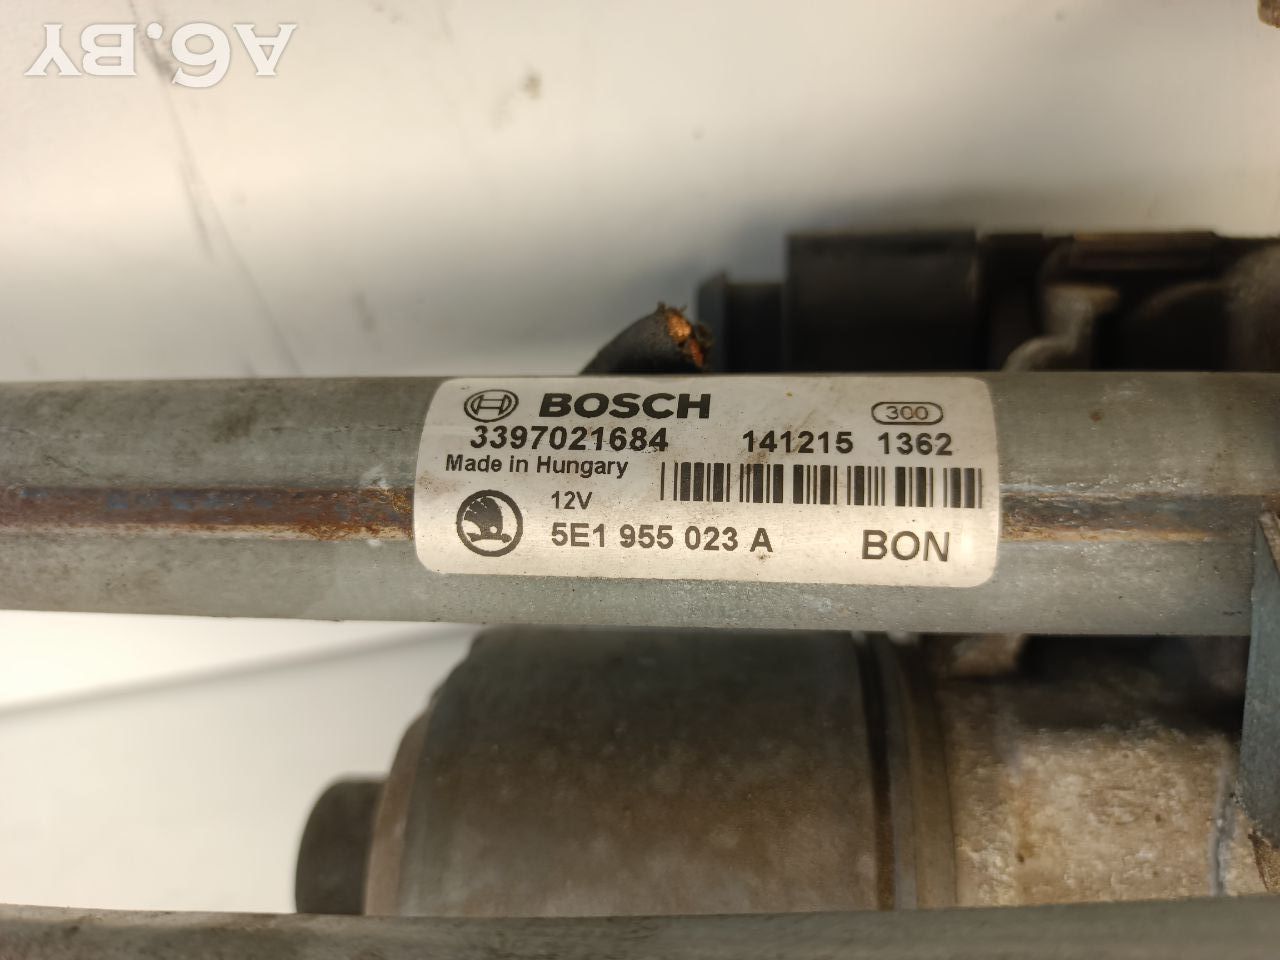 A6.BY
BOSCH 300
3397021684 141215 1362
Made in Hungary
12V
5E1 955 023 A BON